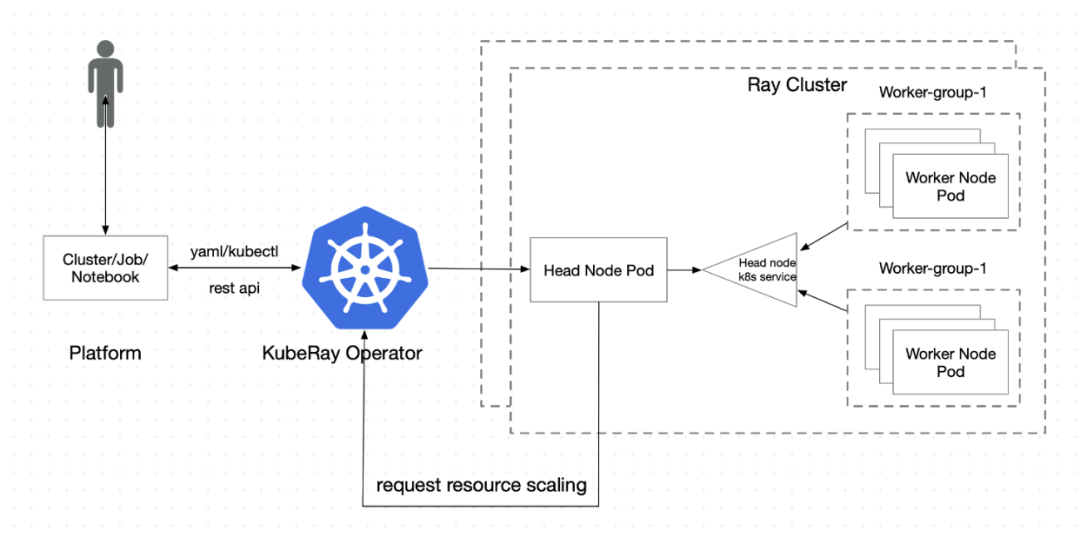 Ray Cluster
Worker-group-1
Worker Node
Pod
Cluster/Job/
Notebook
yaml/kubectl
rest api
Head Node Pod
Head node
k8s service
Worker-group-1
Worker Node
Pod
Platform
KubeRay Operator
request resource scaling